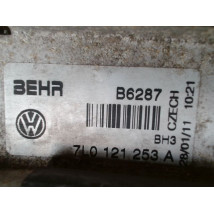 BEHR B6287
BH3
CZECH
28/01/11 10:21
7L0 121 253 A